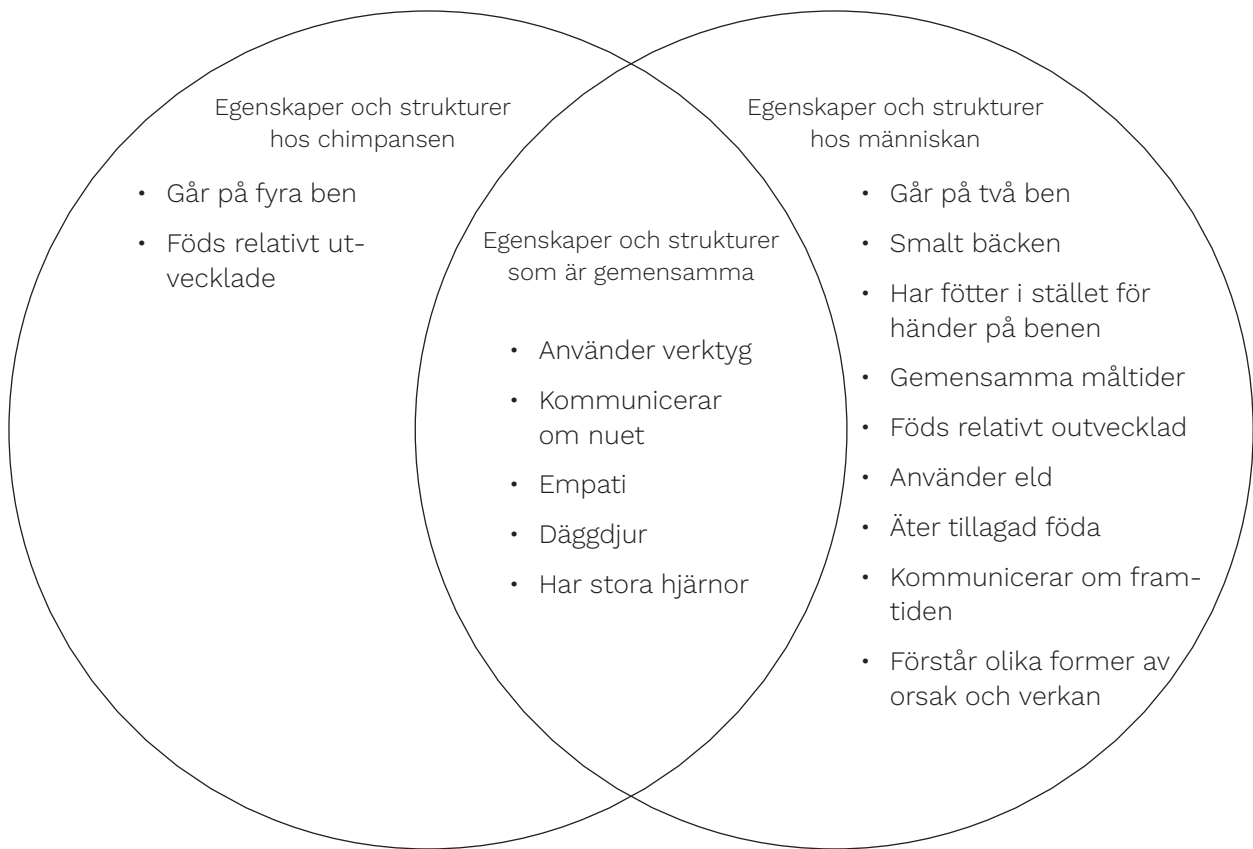 Egenskaper och strukturer
hos chimpansen
• Går på fyra ben
• Föds relativt ut-
vecklade
Egenskaper och strukturer
som är gemensamma
• Använder verktyg
• Kommunicerar
om nuet
• Empati
• Däggdjur
• Har stora hjärnor
Egenskaper och strukturer
hos människan
• Går på två ben
• Smalt bäcken
• Har fötter i stället för
händer på benen
• Gemensamma måltider
• Föds relativt outvecklad
• Använder eld
• Äter tillagad föda
• Kommunicerar om fram-
tiden
• Förstår olika former av
orsak och verkan